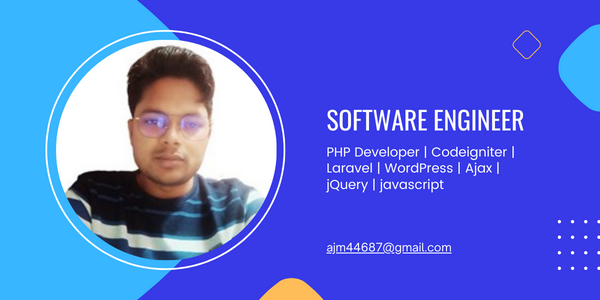 SOFTWARE ENGINEER
PHP Developer | Codeigniter |
Laravel | WordPress | Ajax |
jQuery | javascript
ajm44687@gmail.com